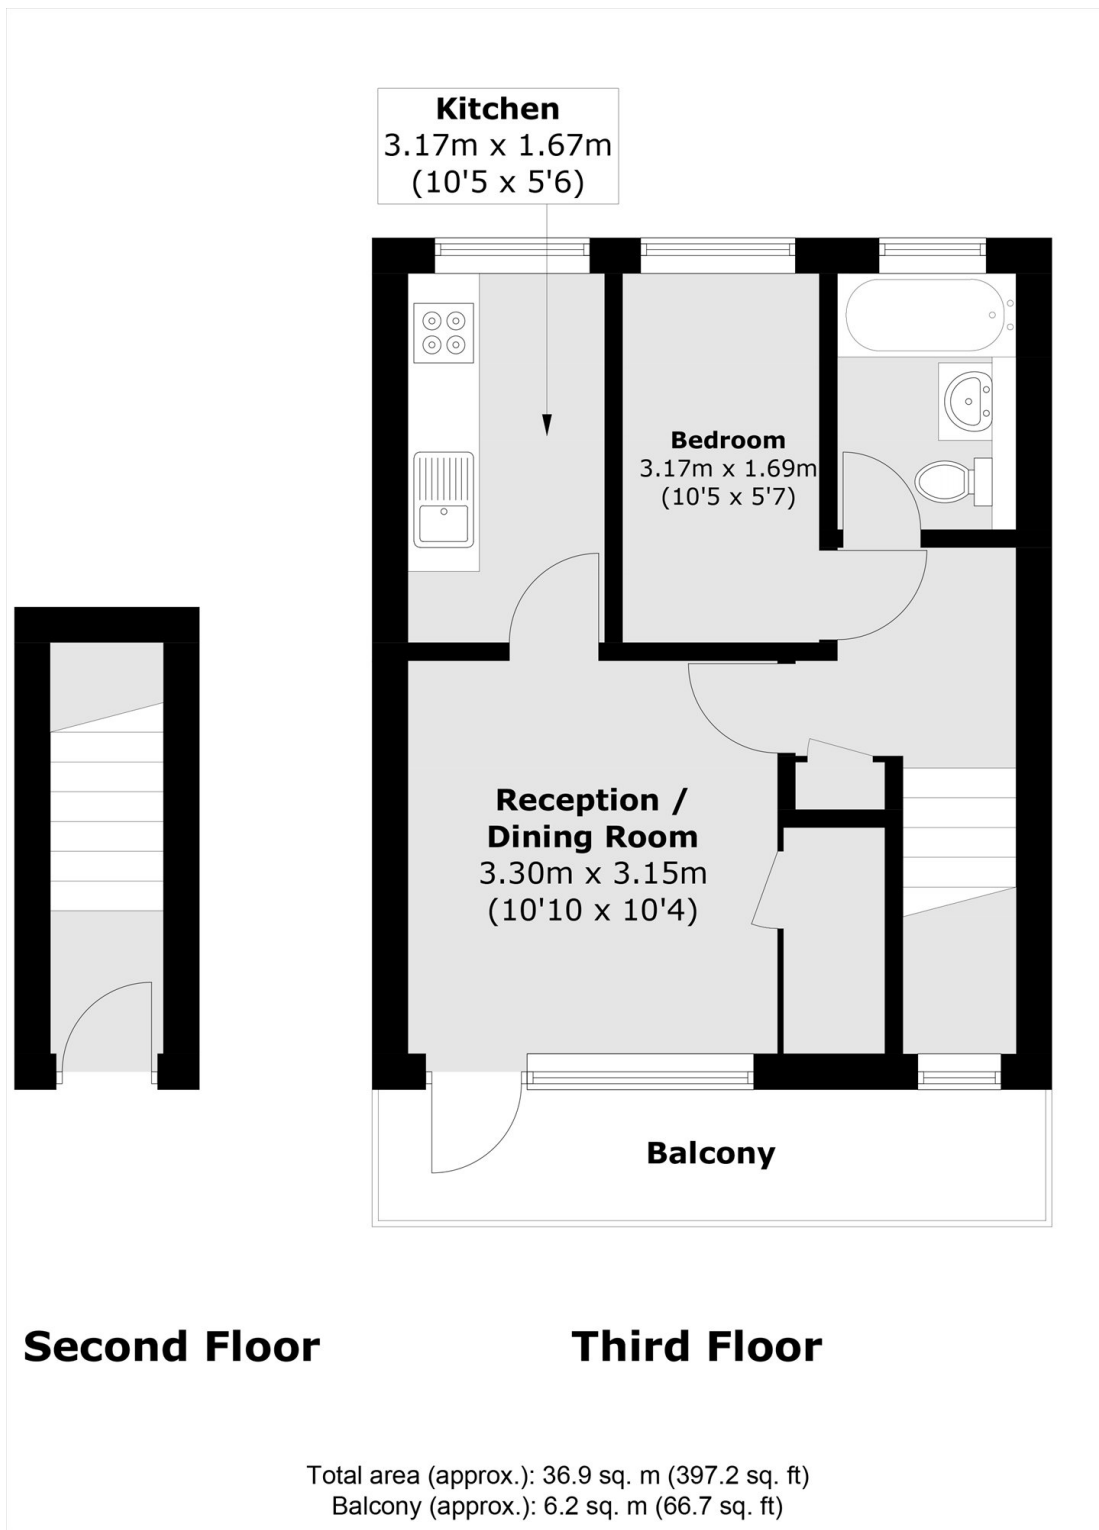 Kitchen
3.17m x 1.67m
(10'5 x 5'6)
Bedroom
3.17m x 1.69m
(10'5 x 5'7)
Reception /
Dining Room
3.30m x 3.15m
(10'10 x 10'4)
Balcony
Second Floor
Third Floor
Total area (approx.): 36.9 sq. m (397.2 sq. ft)
Balcony (approx.): 6.2 sq. m (66.7 sq. ft)